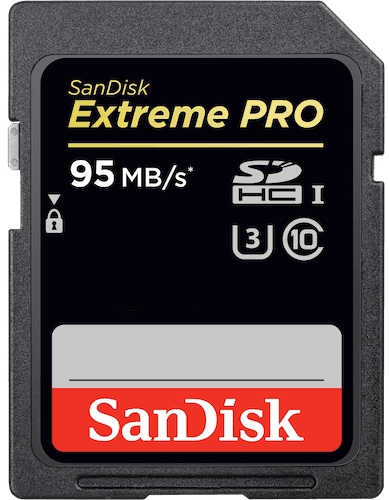 SanDisk
Extreme PRO
95 MB/s*
SD
HC I
3 10
SanDisk